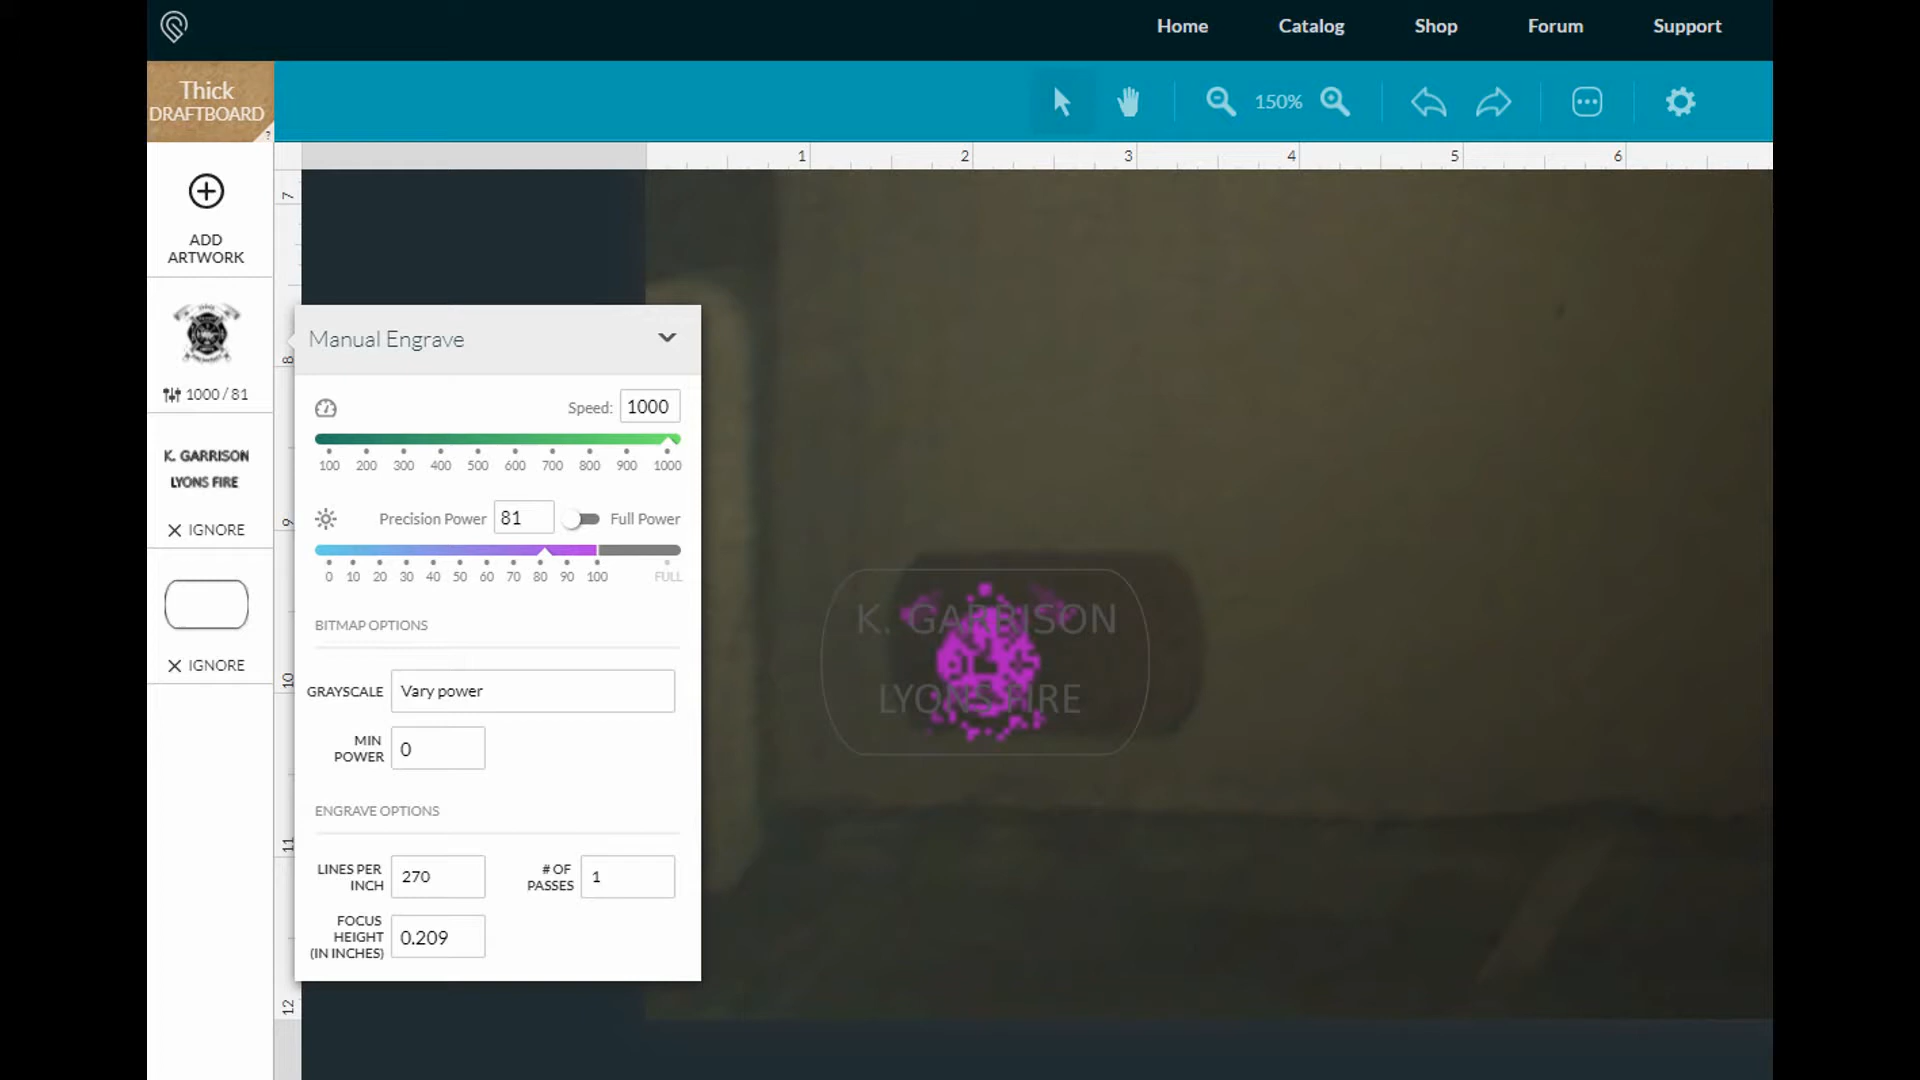 Home Catalog Shop Forum Support
Thick
DRAFTBOARD
?
150%
1 2 3 4 5 6
7
8
9
10
11
12
ADD
ARTWORK
1000 / 81
K. GARRISON
LYONS FIRE
IGNORE
IGNORE
Manual Engrave
Speed: 1000
100 200 300 400 500 600 700 800 900 1000
Precision Power 81 Full Power
0 10 20 30 40 50 60 70 80 90 100 FULL
BITMAP OPTIONS
GRAYSCALE Vary power
MIN
POWER 0
ENGRAVE OPTIONS
LINES PER
INCH 270
# OF
PASSES 1
FOCUS
HEIGHT
(IN INCHES) 0.209
K. GARRISON
LYONS FIRE